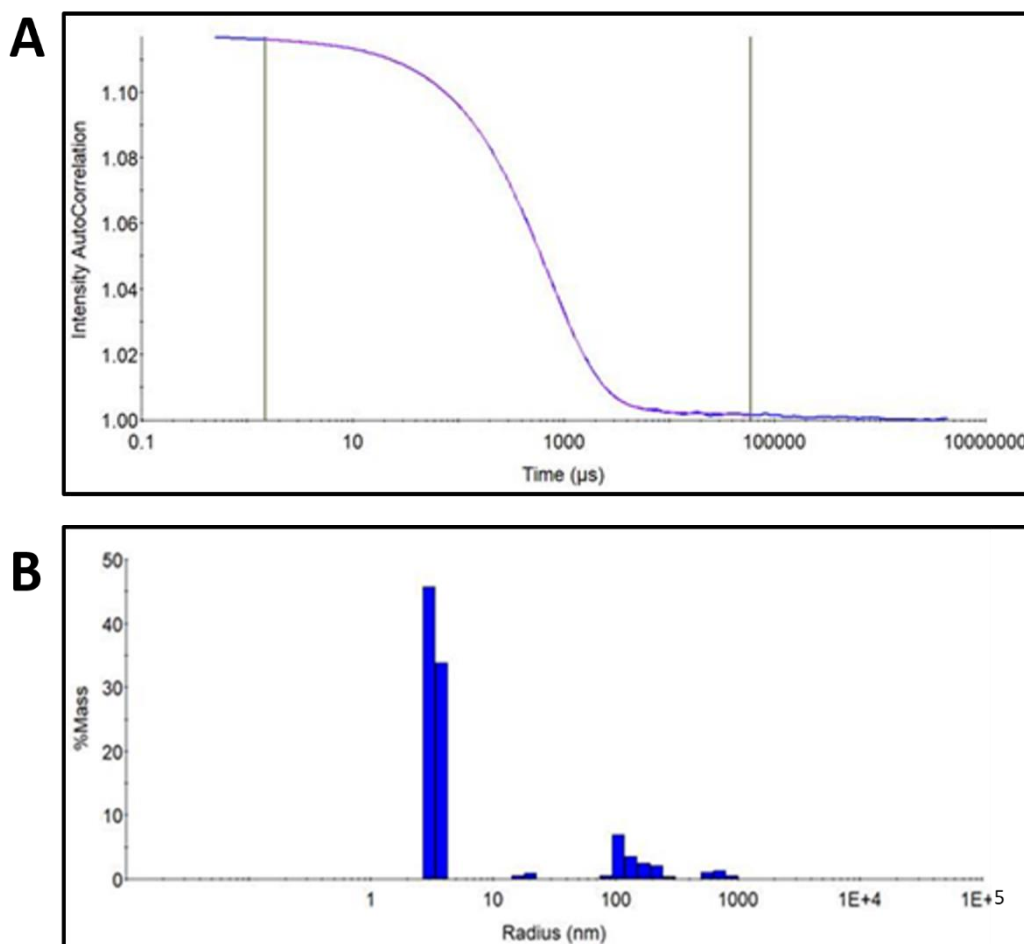 A
Intensity AutoCorrelation
1.10
1.08
1.06
1.04
1.02
1.00
0.1 10 1000 100000 10000000
Time (µs)
B
%Mass
50
40
30
20
10
0
1 10 100 1000 1E+4 1E+5
Radius (nm)